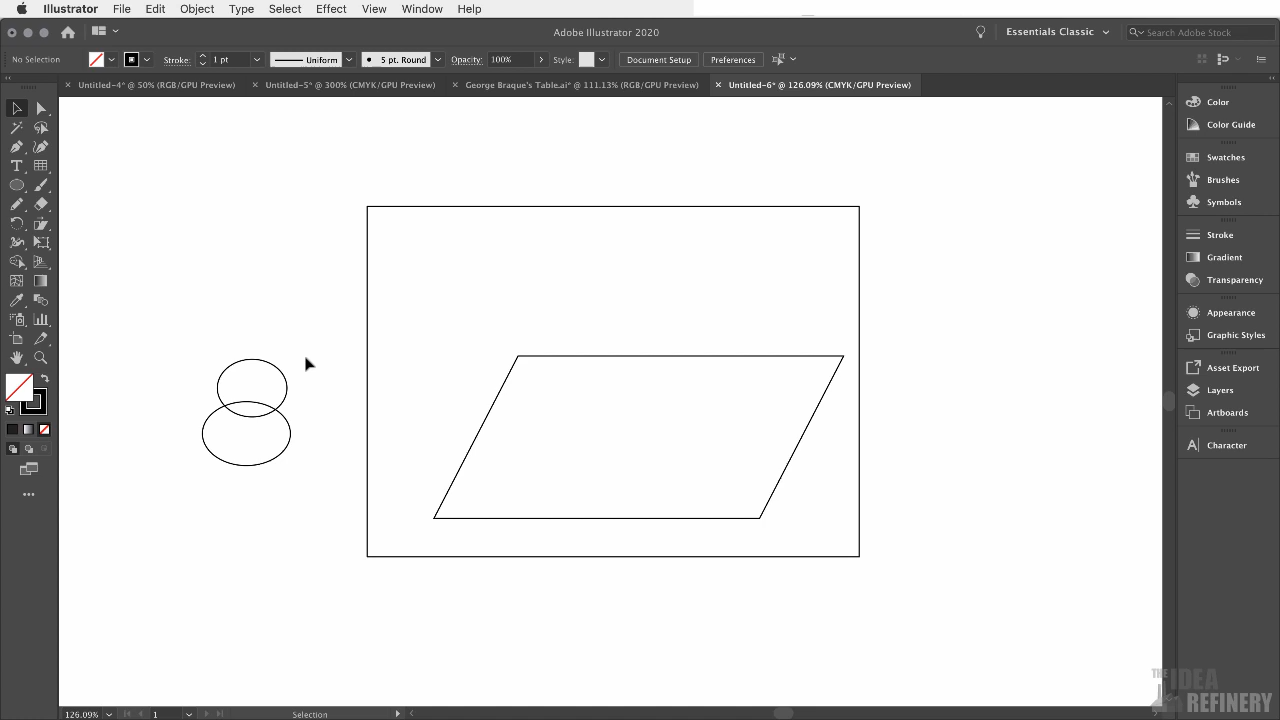 Illustrator File Edit Object Type Select Effect View Window Help
Adobe Illustrator 2020
Essentials Classic
Search Adobe Stock
No Selection Stroke: 1 pt Uniform 5 pt. Round Opacity: 100% Style: Document Setup Preferences
Untitled-4* @ 50% (RGB/GPU Preview) Untitled-5* @ 300% (CMYK/GPU Preview) George Braque's Table.ai* @ 111.13% (RGB/GPU Preview) Untitled-6* @ 126.09% (CMYK/GPU Preview)
Color
Color Guide
Swatches
Brushes
Symbols
Stroke
Gradient
Transparency
Appearance
Graphic Styles
Asset Export
Layers
Artboards
Character
126.09% 1 Selection
THE IDEA
REFINERY